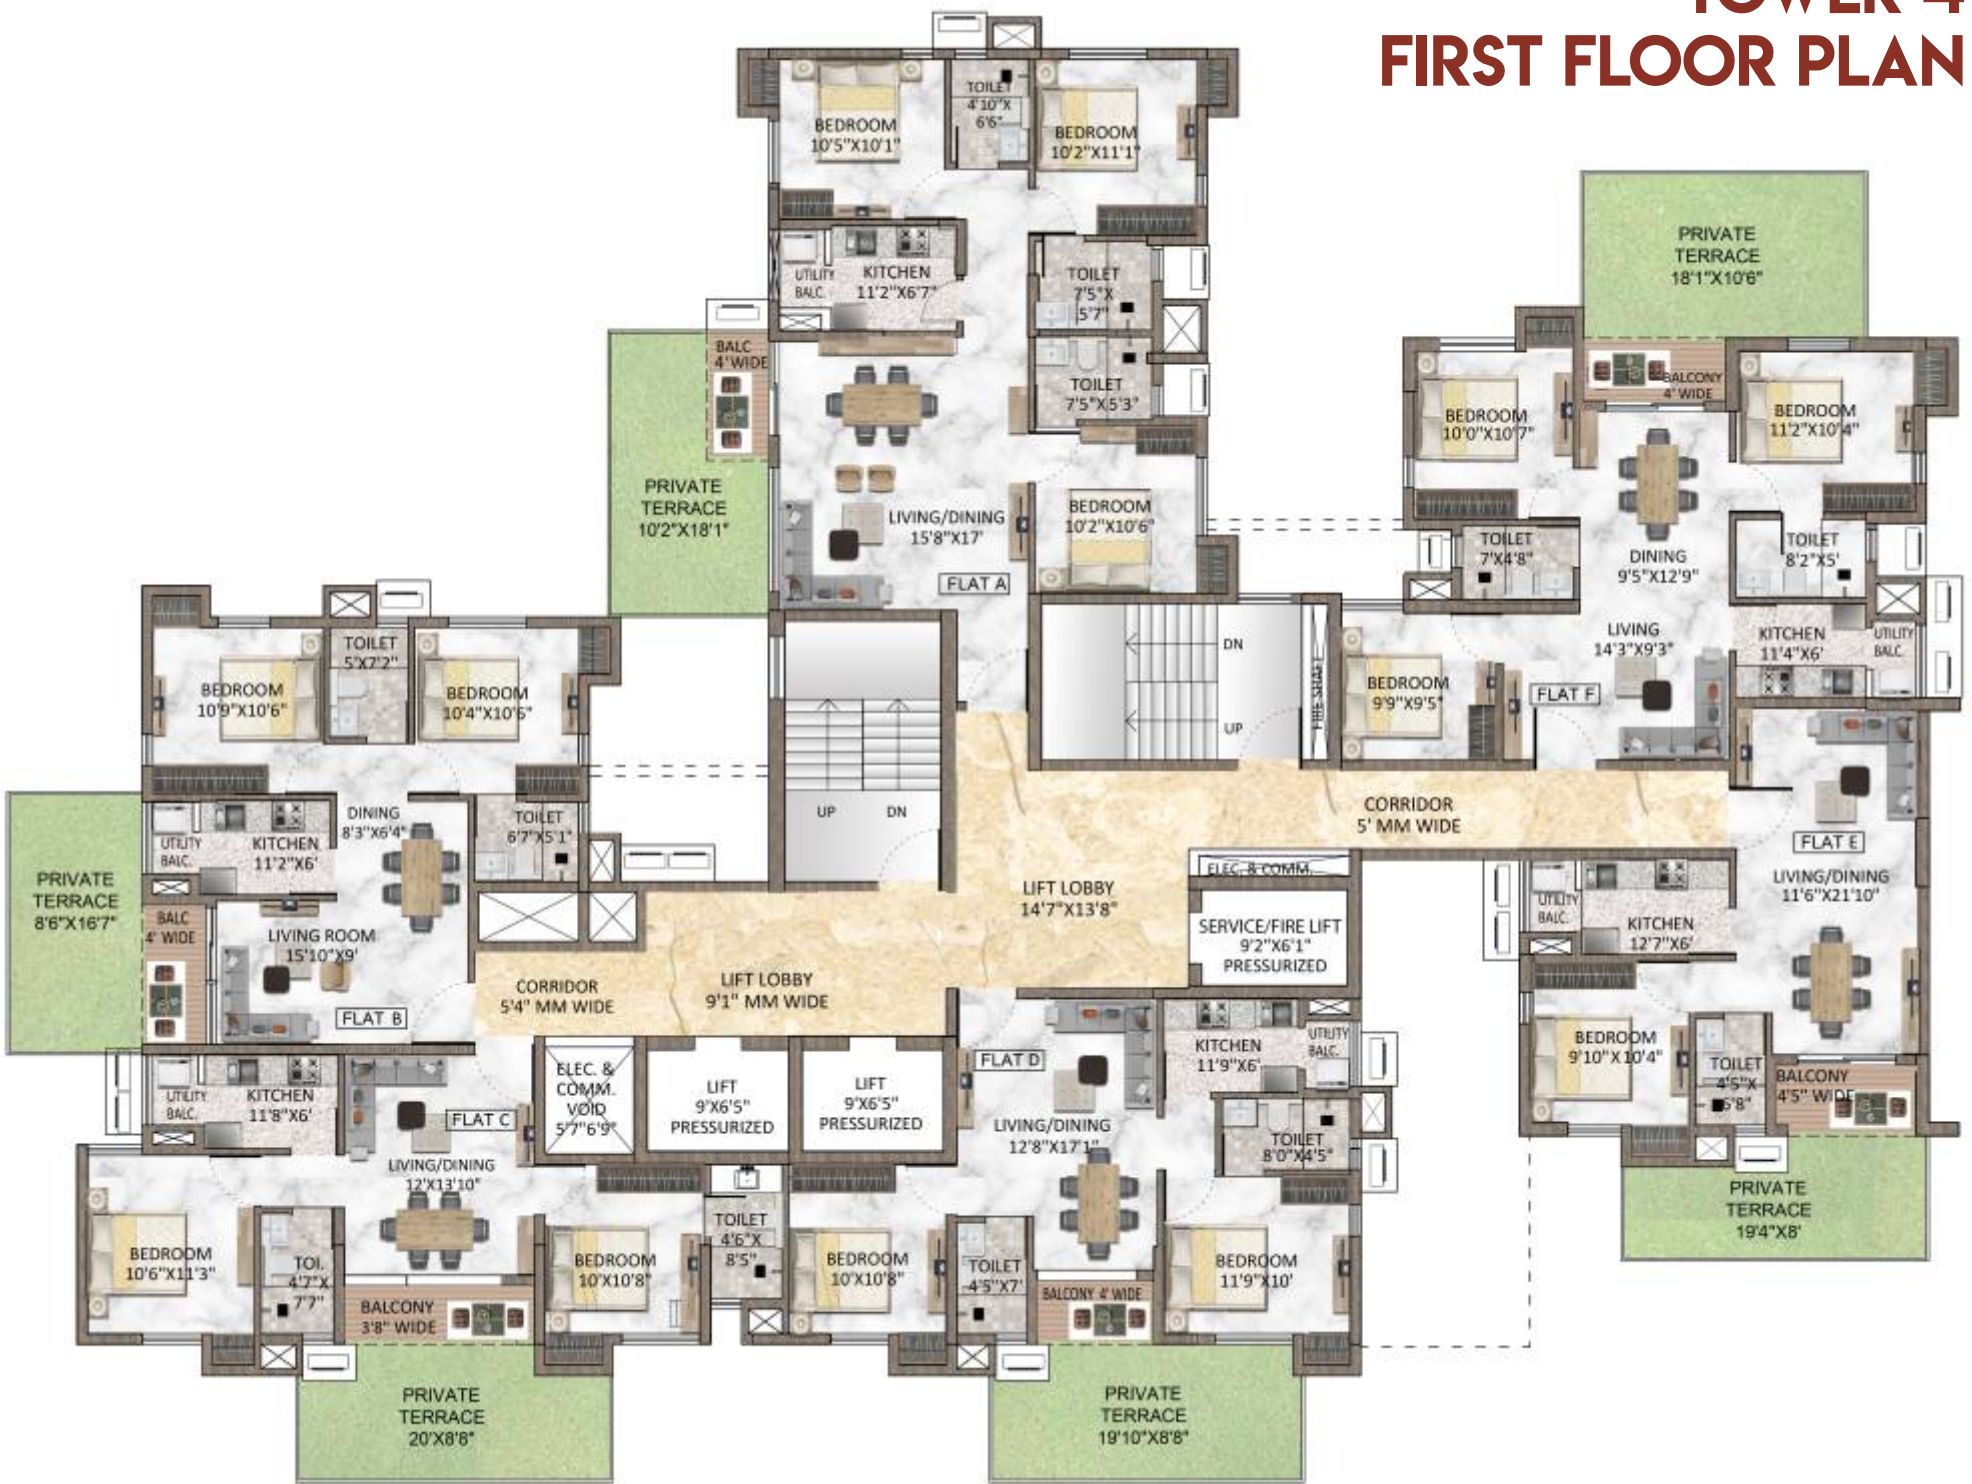 TOWER 4
FIRST FLOOR PLAN
TOILET
4'10"X
6'6"
BEDROOM
10'5"X10'1"
BEDROOM
10'2"X11'1"
UTILITY
BALC.
KITCHEN
11'2"X6'7"
TOILET
7'5"X
5'7"
BALC
4' WIDE
TOILET
7'5"X5'3"
PRIVATE
TERRACE
10'2"X18'1"
LIVING/DINING
15'8"X17'
BEDROOM
10'2"X10'6"
FLAT A
PRIVATE
TERRACE
18'1"X10'6"
BALCONY
4' WIDE
BEDROOM
10'0"X10'7"
BEDROOM
11'2"X10'4"
TOILET
7'X4'8"
DINING
9'5"X12'9"
TOILET
8'2"X5'
LIVING
14'3"X9'3"
KITCHEN
11'4"X6'
UTILITY
BALC.
BEDROOM
9'9"X9'5"
FLAT F
DN
UP
FIRE SHAFT
UP
DN
TOILET
5'X7'2"
BEDROOM
10'9"X10'6"
BEDROOM
10'4"X10'6"
DINING
8'3"X6'4"
TOILET
6'7"X5'1"
UTILITY
BALC.
KITCHEN
11'2"X6'
PRIVATE
TERRACE
8'6"X16'7"
BALC
4' WIDE
LIVING ROOM
15'10"X9'
FLAT B
CORRIDOR
5' MM WIDE
ELEC. & COMM.
LIFT LOBBY
14'7"X13'8"
SERVICE/FIRE LIFT
9'2"X6'1"
PRESSURIZED
CORRIDOR
5'4" MM WIDE
LIFT LOBBY
9'1" MM WIDE
FLAT E
LIVING/DINING
11'6"X21'10"
UTILITY
BALC.
KITCHEN
12'7"X6'
BEDROOM
9'10"X10'4"
TOILET
4'5"X
5'8"
BALCONY
4'5" WIDE
PRIVATE
TERRACE
19'4"X8'
UTILITY
BALC.
KITCHEN
11'8"X6'
FLAT C
ELEC. &
COMM.
VOID
5'7"6'9"
LIFT
9'X6'5"
PRESSURIZED
LIFT
9'X6'5"
PRESSURIZED
LIVING/DINING
12'X13'10"
BEDROOM
10'6"X11'3"
TOI.
4'7"X
7'7"
BALCONY
3'8" WIDE
BEDROOM
10'X10'8"
TOILET
4'6"X
8'5"
PRIVATE
TERRACE
20'X8'8"
FLAT D
KITCHEN
11'9"X6'
UTILITY
BALC.
LIVING/DINING
12'8"X17'1"
TOILET
8'0"X4'5"
BEDROOM
10'X10'8"
TOILET
4'5"X7'
BALCONY 4' WIDE
BEDROOM
11'9"X10'
PRIVATE
TERRACE
19'10"X8'8"